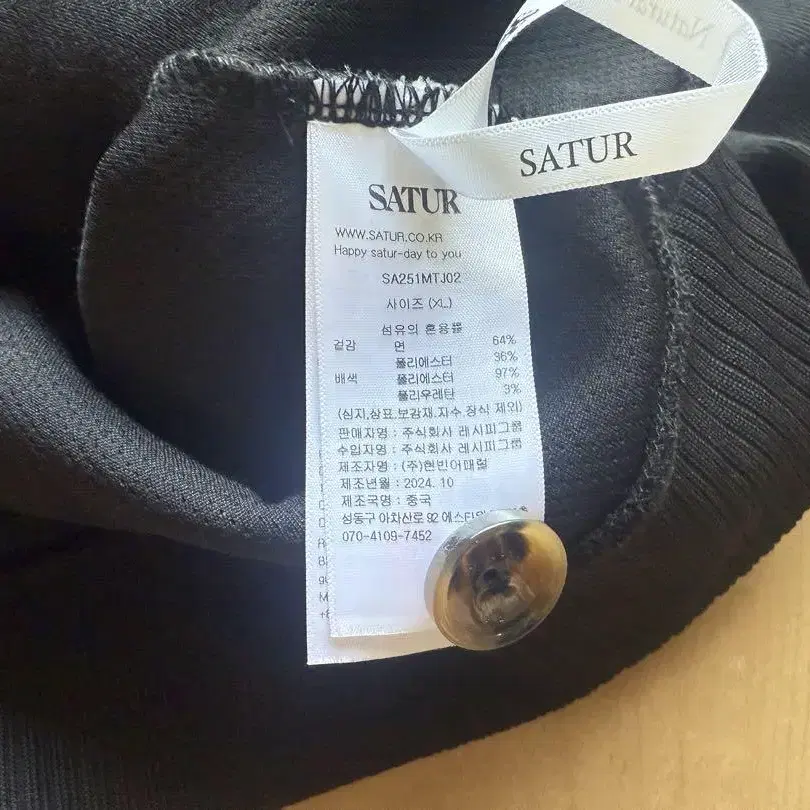 Natural
SATUR
SATUR
WWW.SATUR.CO.KR
Happy satur-day to you
SA251MTJ02
사이즈 (XL)
섬유의 혼용률
겉감 면 64%
폴리에스터 36%
배색 폴리에스터 97%
폴리우레탄 3%
(심지,상표,보강재,자수,장식 제외)
판매자명 : 주식회사 레시피그룹
수입자명 : 주식회사 레시피그룹
제조자명 : (주)현빈어패럴
제조년월 : 2024. 10
제조국명 : 중국
성동구 아차산로 92 에스타워
070-4109-7452